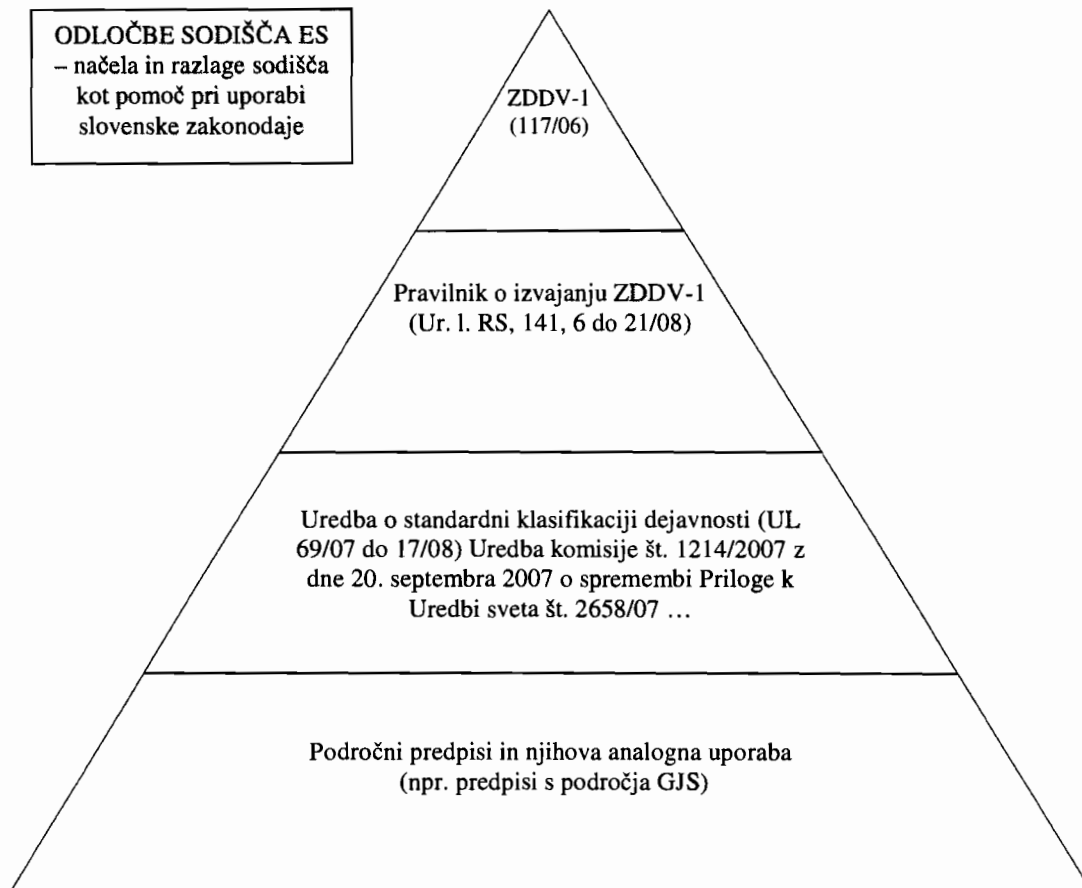 ODLOČBE SODIŠČA ES
– načela in razlage sodišča
kot pomoč pri uporabi
slovenske zakonodaje
ZDDV-1
(117/06)
Pravilnik o izvajanju ZDDV-1
(Ur. l. RS, 141, 6 do 21/08)
Uredba o standardni klasifikaciji dejavnosti (UL
69/07 do 17/08) Uredba komisije št. 1214/2007 z
dne 20. septembra 2007 o spremembi Priloge k
Uredbi sveta št. 2658/07 ...
Področni predpisi in njihova analogna uporaba
(npr. predpisi s področja GJS)